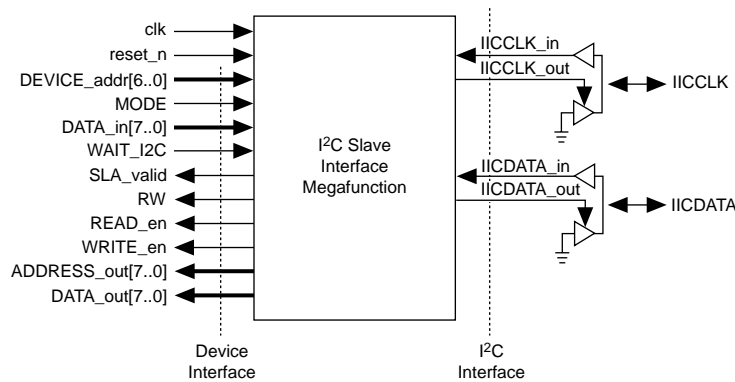 clk
reset_n
DEVICE_addr[6..0]
MODE
DATA_in[7..0]
WAIT_I2C
SLA_valid
RW
READ_en
WRITE_en
ADDRESS_out[7..0]
DATA_out[7..0]
I²C Slave
Interface
Megafunction
IICCLK_in
IICCLK_out
IICCLK
IICDATA_in
IICDATA_out
IICDATA
Device
Interface
I²C
Interface